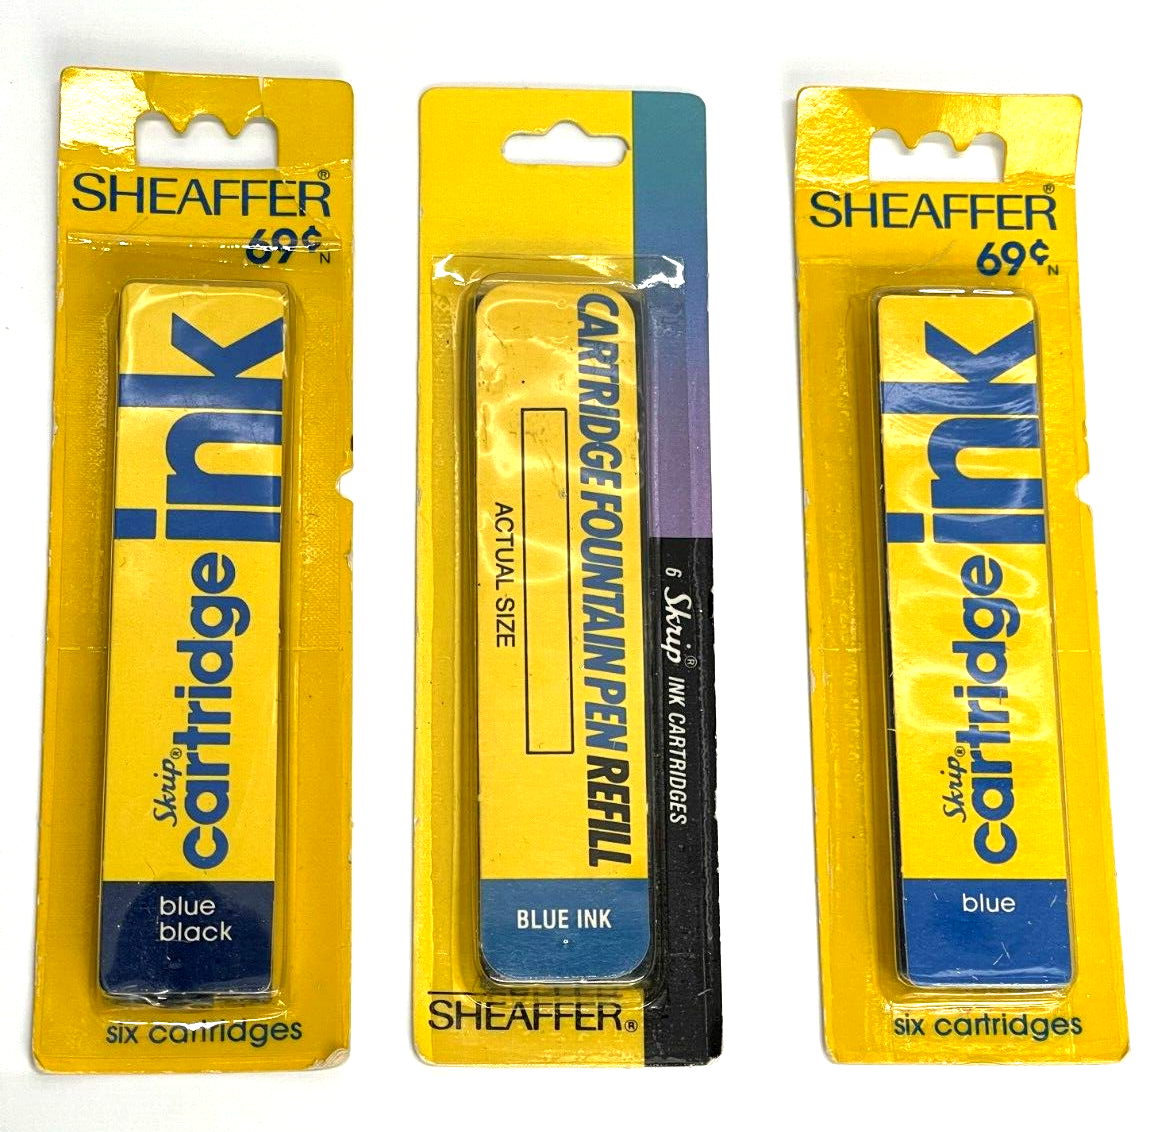 SHEAFFER®
69¢
N
ink
Skrip®
cartridge
blue
black
six cartridges
CARTRIDGE FOUNTAIN PEN REFILL
ACTUAL SIZE
6 Skrip® INK CARTRIDGES
BLUE INK
SHEAFFER®
SHEAFFER®
69¢
N
ink
Skrip®
cartridge
blue
six cartridges